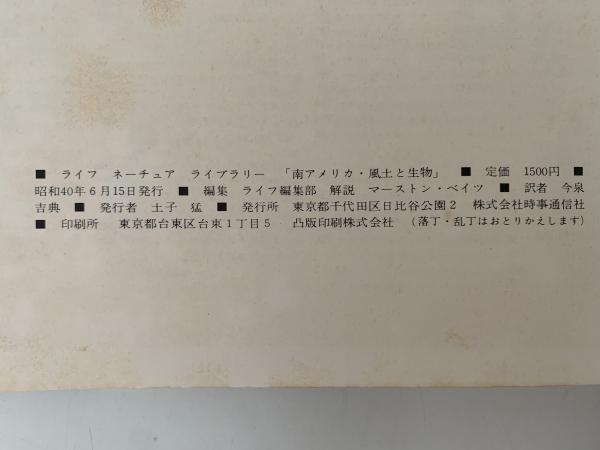 ■ ライフ ネーチュア ライブラリー 「南アメリカ・風土と生物」 ■ 定価 1500円 ■
昭和40年6月15日発行 ■ 編集 ライフ編集部 解説 マーストン・ベイツ ■ 訳者 今泉
吉典 ■ 発行者 土子 猛 ■ 発行所 東京都千代田区日比谷公園2 株式会社時事通信社
■ 印刷所 東京都台東区台東1丁目5 凸版印刷株式会社 (落丁・乱丁はおとりかえします)